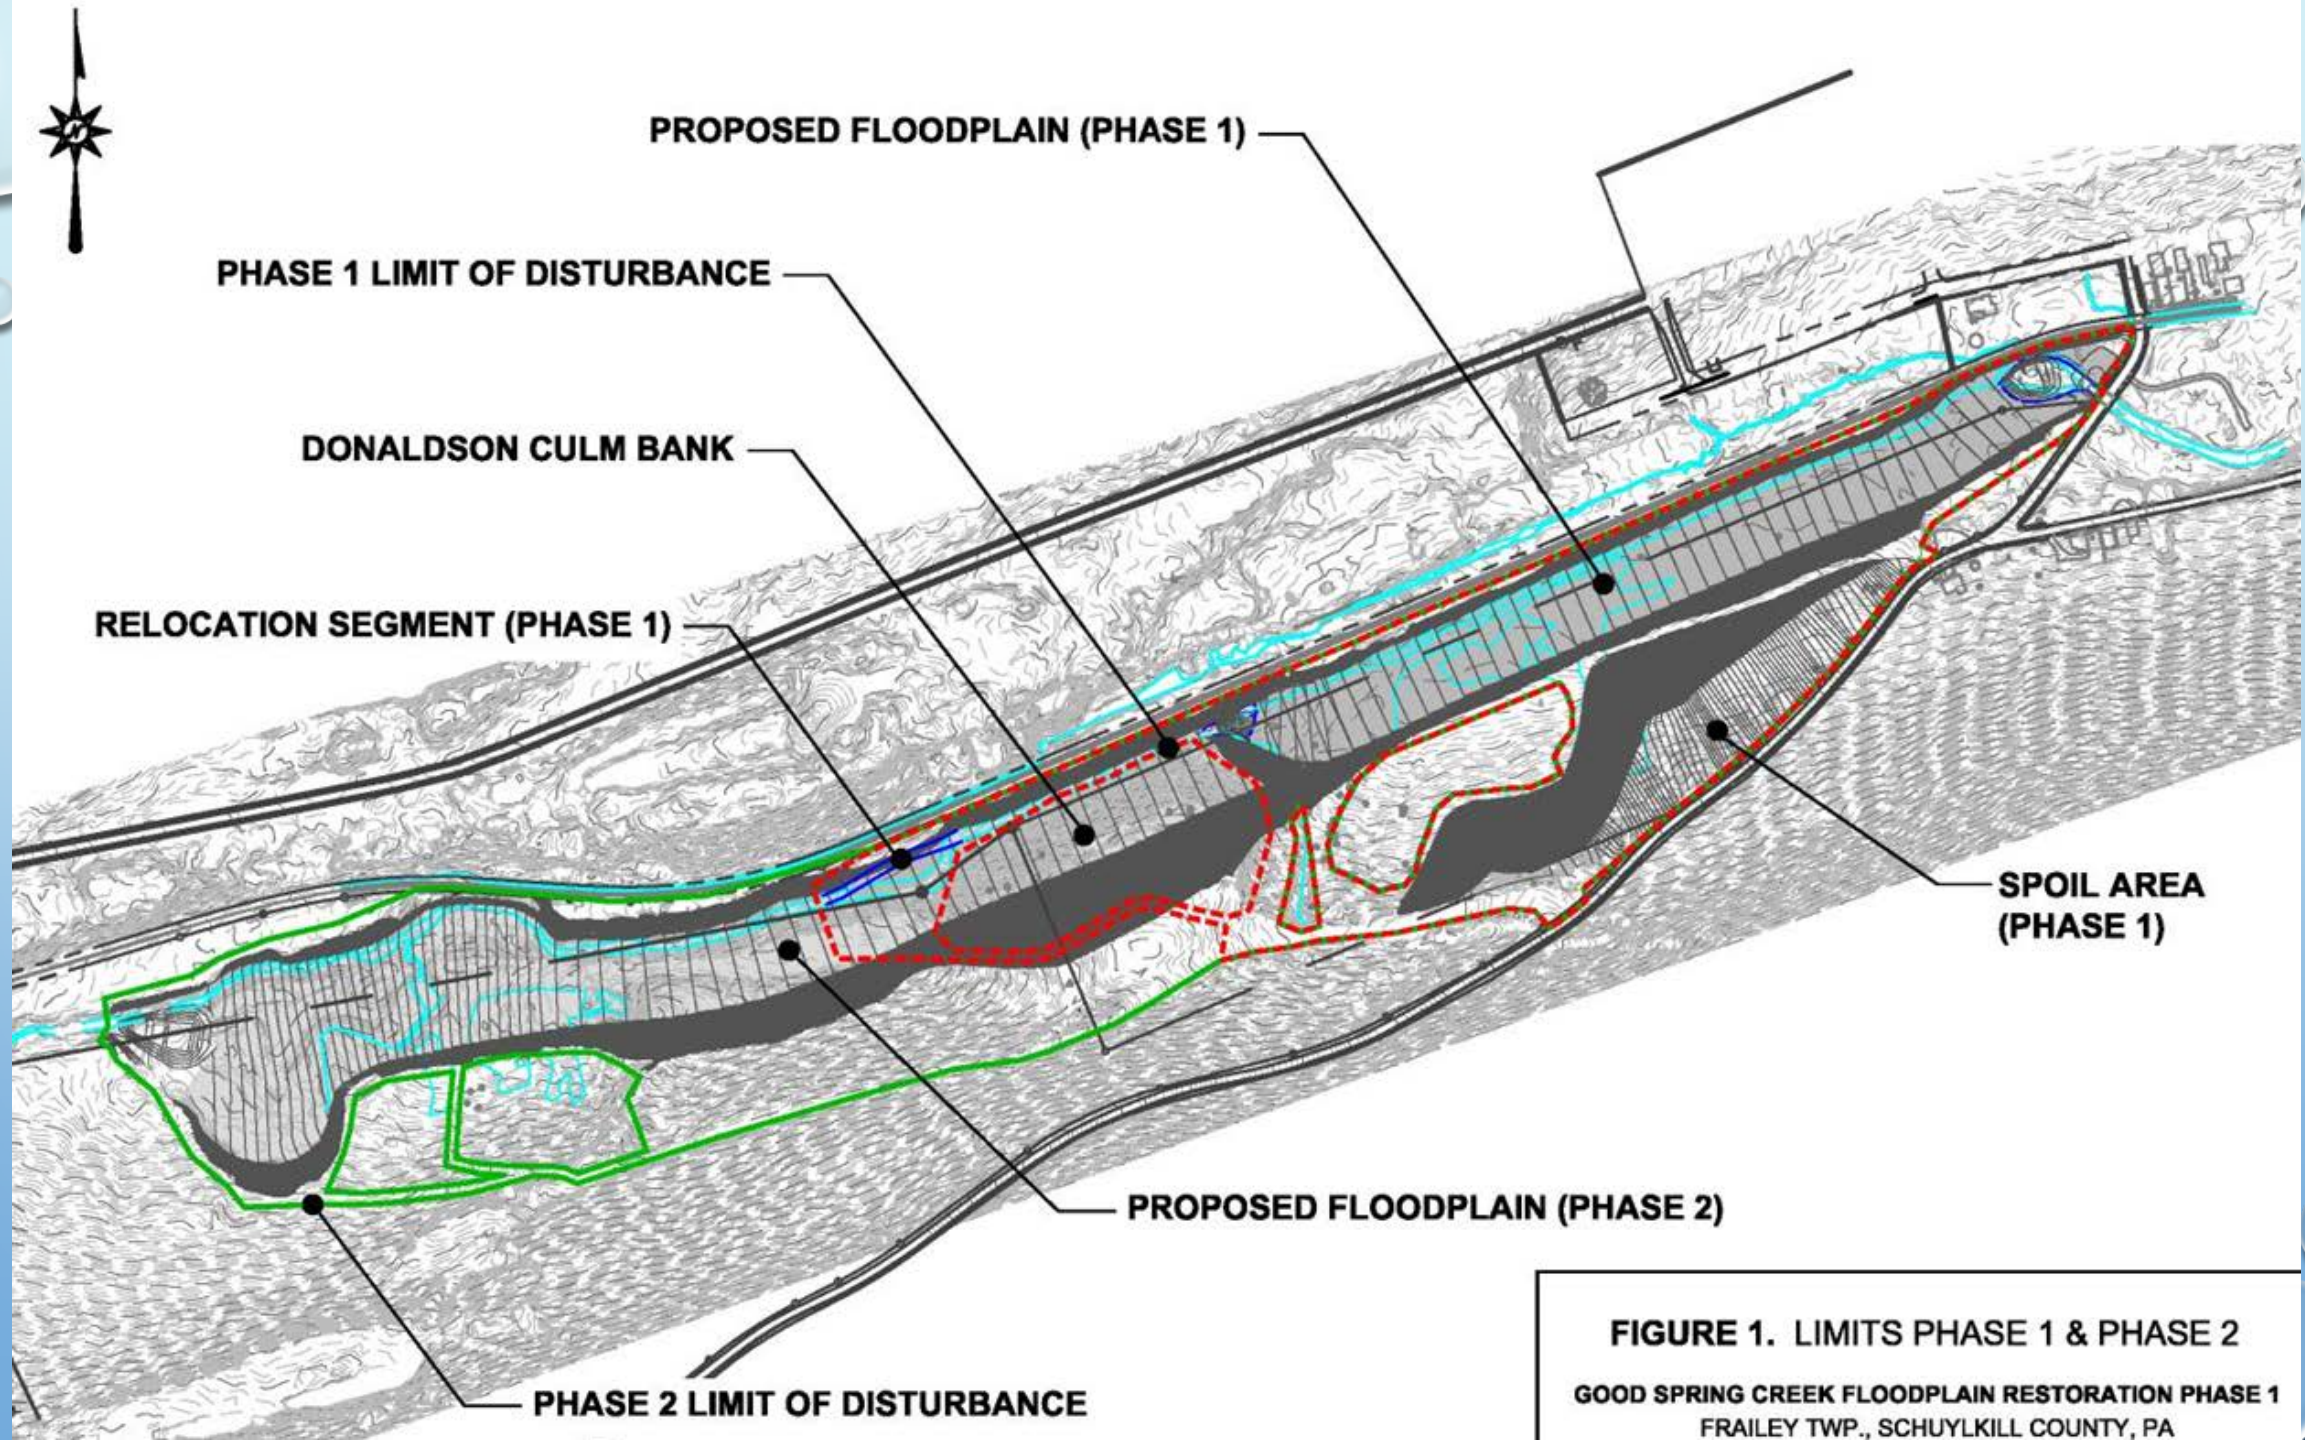 N
PROPOSED FLOODPLAIN (PHASE 1)
PHASE 1 LIMIT OF DISTURBANCE
DONALDSON CULM BANK
RELOCATION SEGMENT (PHASE 1)
SPOIL AREA
(PHASE 1)
PROPOSED FLOODPLAIN (PHASE 2)
PHASE 2 LIMIT OF DISTURBANCE
FIGURE 1. LIMITS PHASE 1 & PHASE 2
GOOD SPRING CREEK FLOODPLAIN RESTORATION PHASE 1
FRAILEY TWP., SCHUYLKILL COUNTY, PA